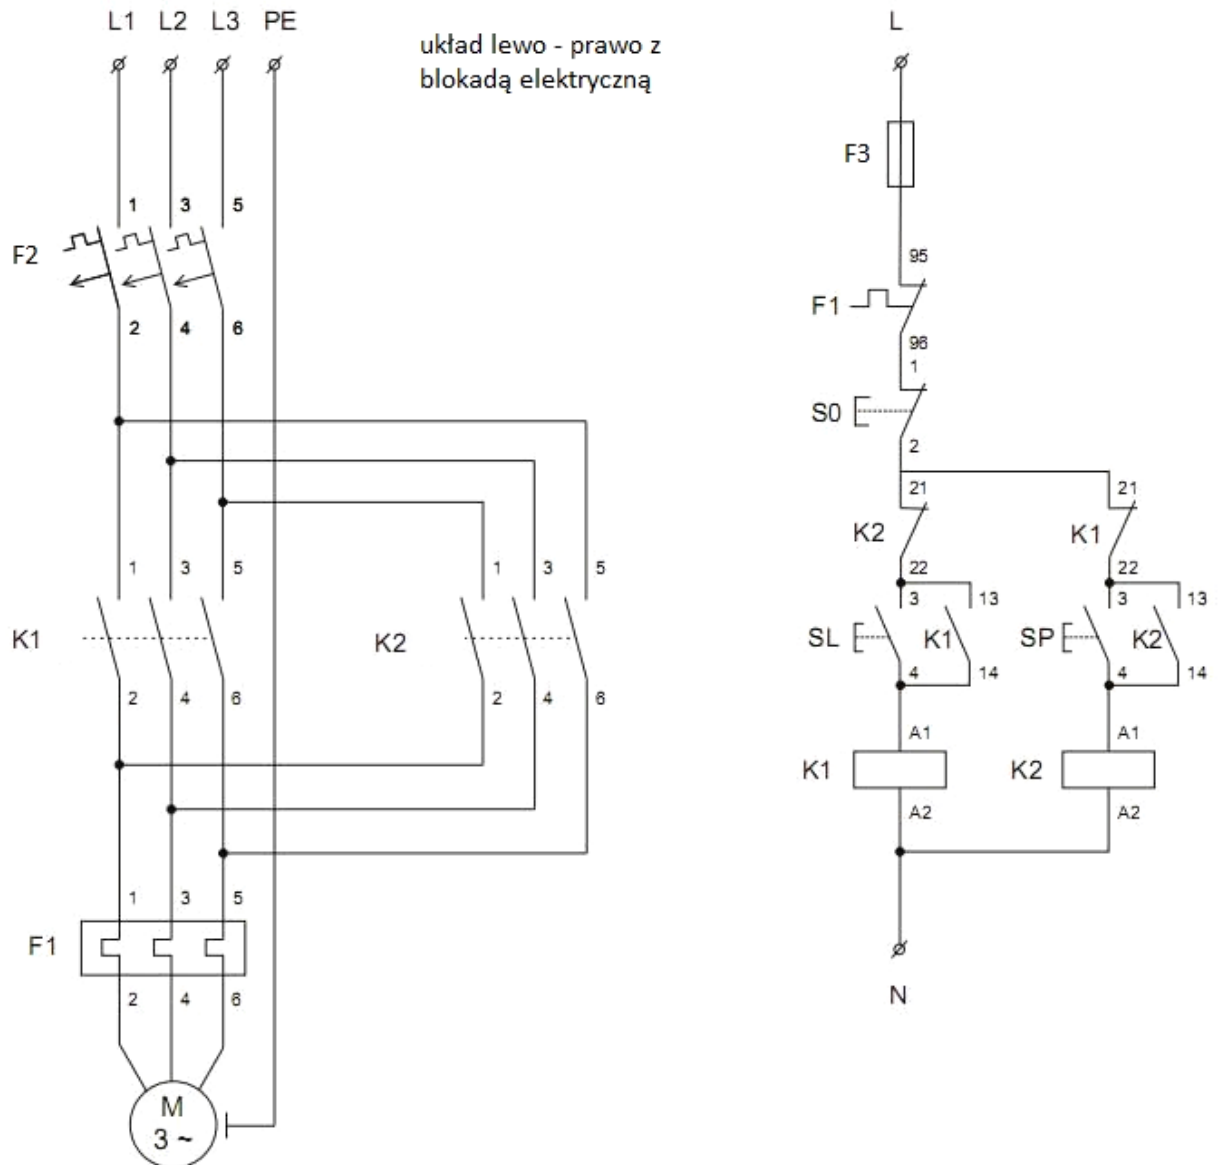 L1 L2 L3 PE
układ lewo - prawo z
blokadą elektryczną
1 3 5
F2
2 4 6
1 3 5
1 3 5
K1
K2
2 4 6
2 4 6
1 3 5
F1
2 4 6
M
3 ~
L
F3
95
F1
96
1
S0
2
21 21
K2 K1
22 22
3 13 3 13
SL K1 SP K2
4 14 4 14
A1 A1
K1 K2
A2 A2
N